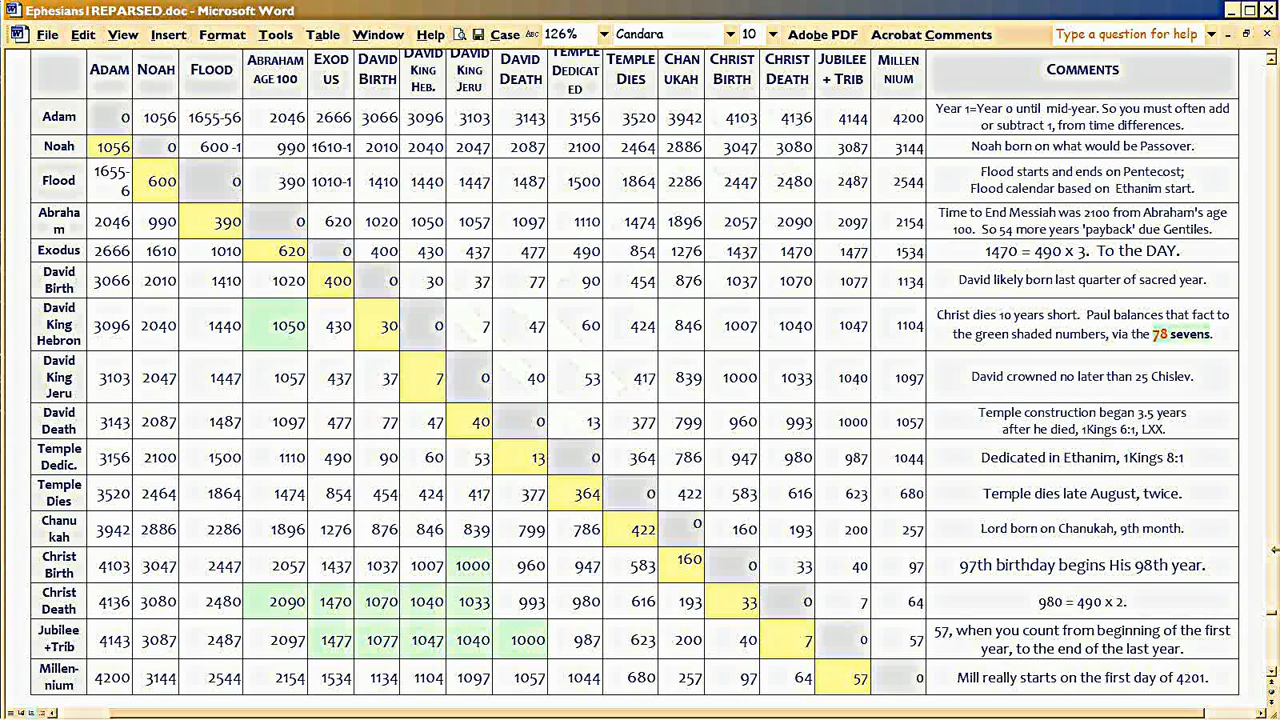 Ephesians1REPARSED.doc - Microsoft Word
File Edit View Insert Format Tools Table Window Help Case 126% Candara 10 Adobe PDF Acrobat Comments Type a question for help
ADAM NOAH FLOOD ABRAHAM AGE 100 EXODUS DAVID BIRTH DAVID KING HEB. DAVID KING JERU DAVID DEATH TEMPLE DEDICATED TEMPLE DIES CHANUKAH CHRIST BIRTH CHRIST DEATH JUBILEE + TRIB MILLENNIUM COMMENTS
Adam 0 1056 1655-56 2046 2666 3066 3096 3103 3143 3156 3520 3942 4103 4136 4144 4200 Year 1=Year 0 until mid-year. So you must often add or subtract 1, from time differences.
Noah 1056 0 600 -1 990 1610-1 2010 2040 2047 2087 2100 2464 2886 3047 3080 3087 3144 Noah born on what would be Passover.
Flood 1655-6 600 0 390 1010-1 1410 1440 1447 1487 1500 1864 2286 2447 2480 2487 2544 Flood starts and ends on Pentecost; Flood calendar based on Ethanim start.
Abraham 2046 990 390 0 620 1020 1050 1057 1097 1110 1474 1896 2057 2090 2097 2154 Time to End Messiah was 2100 from Abraham's age 100. So 54 more years 'payback' due Gentiles.
Exodus 2666 1610 1010 620 0 400 430 437 477 490 854 1276 1437 1470 1477 1534 1470 = 490 x 3. To the DAY.
David Birth 3066 2010 1410 1020 400 0 30 37 77 90 454 876 1037 1070 1077 1134 David likely born last quarter of sacred year.
David King Hebron 3096 2040 1440 1050 430 30 0 7 47 60 424 846 1007 1040 1047 1104 Christ dies 10 years short. Paul balances that fact to the green shaded numbers, via the 78 sevens.
David King Jeru 3103 2047 1447 1057 437 37 7 0 40 53 417 839 1000 1033 1040 1097 David crowned no later than 25 Chislev.
David Death 3143 2087 1487 1097 477 77 47 40 0 13 377 799 960 993 1000 1057 Temple construction began 3.5 years after he died, 1Kings 6:1, LXX.
Temple Dedic. 3156 2100 1500 1110 490 90 60 53 13 0 364 786 947 980 987 1044 Dedicated in Ethanim, 1Kings 8:1
Temple Dies 3520 2464 1864 1474 854 454 424 417 377 364 0 422 583 616 623 680 Temple dies late August, twice.
Chanukah 3942 2886 2286 1896 1276 876 846 839 799 786 422 0 160 193 200 257 Lord born on Chanukah, 9th month.
Christ Birth 4103 3047 2447 2057 1437 1037 1007 1000 960 947 583 160 0 33 40 97 97th birthday begins His 98th year.
Christ Death 4136 3080 2480 2090 1470 1070 1040 1033 993 980 616 193 33 0 7 64 980 = 490 x 2.
Jubilee +Trib 4143 3087 2487 2097 1477 1077 1047 1040 1000 987 623 200 40 7 0 57 57, when you count from beginning of the first year, to the end of the last year.
Millen-nium 4200 3144 2544 2154 1534 1134 1104 1097 1057 1044 680 257 97 64 57 0 Mill really starts on the first day of 4201.